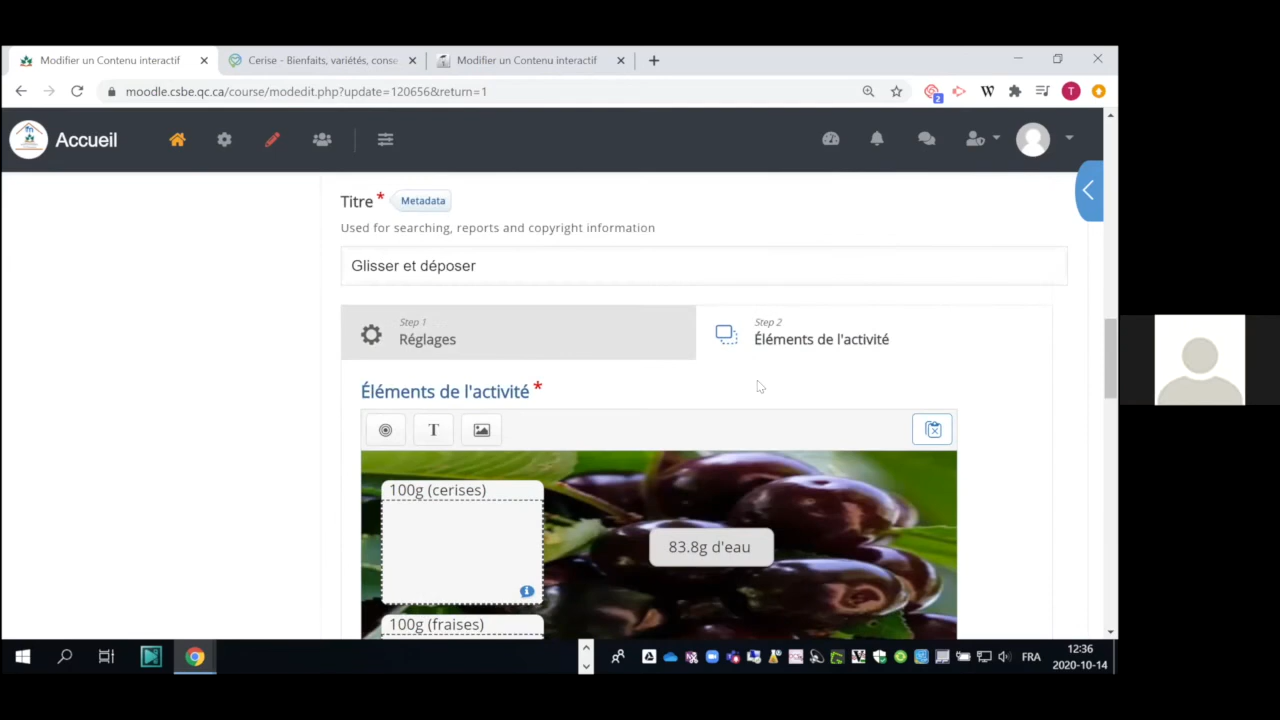 Modifier un Contenu interactif
Cerise - Bienfaits, variétés, conse
Modifier un Contenu interactif
moodle.csbe.qc.ca/course/modedit.php?update=120656&return=1
2
W
T
Accueil
Titre * Metadata
Used for searching, reports and copyright information
Glisser et déposer
Step 1
Réglages
Step 2
Éléments de l'activité
Éléments de l'activité *
T
100g (cerises)
83.8g d'eau
100g (fraises)
FRA
12:36
2020-10-14